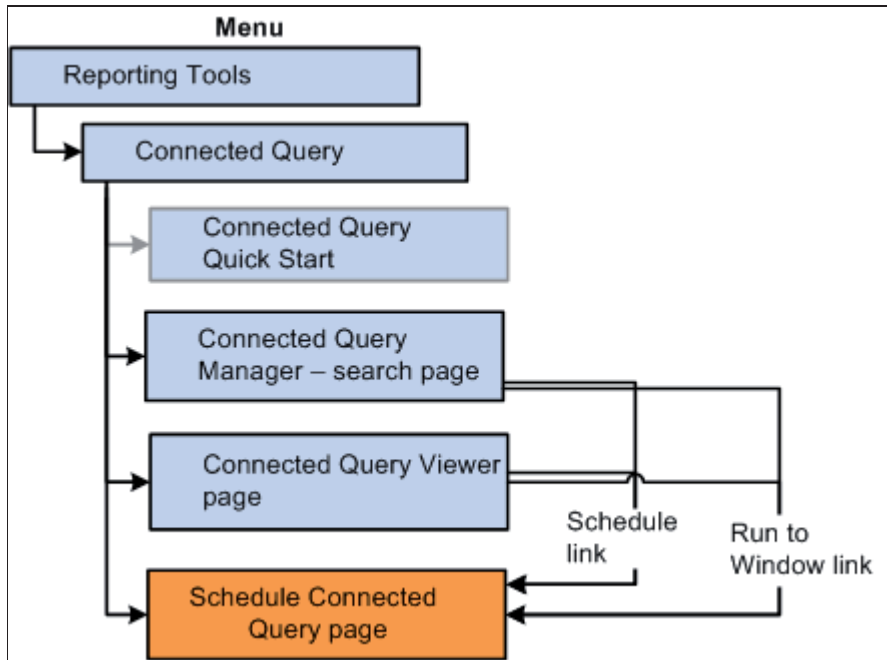 Menu
Reporting Tools
Connected Query
Connected Query
Quick Start
Connected Query
Manager – search page
Connected Query Viewer
page
Schedule
link
Run to
Window link
Schedule Connected
Query page